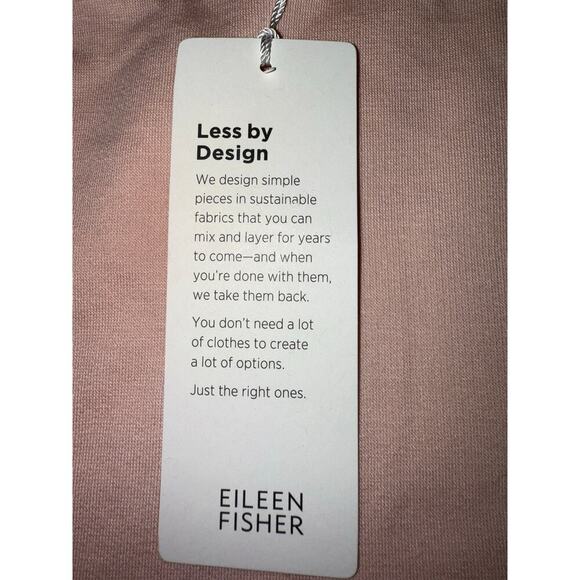 Less by
Design
We design simple
pieces in sustainable
fabrics that you can
mix and layer for years
to come—and when
you're done with them,
we take them back.
You don't need a lot
of clothes to create
a lot of options.
Just the right ones.
EILEEN
FISHER